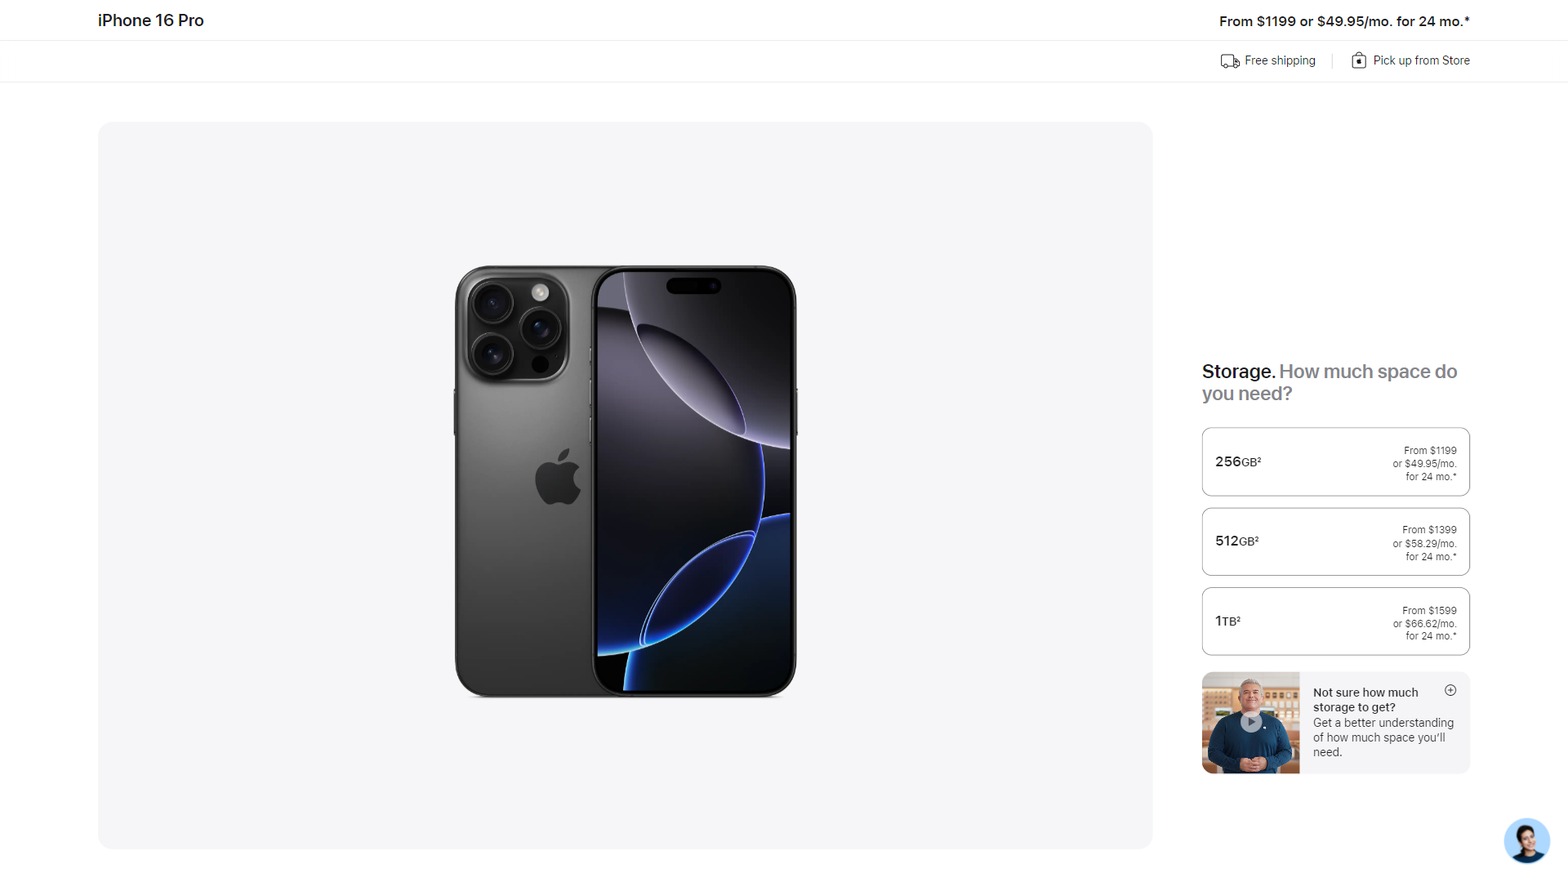 iPhone 16 Pro
From $1199 or $49.95/mo. for 24 mo.*
Free shipping
Pick up from Store
Storage. How much space do
you need?
256GB²
From $1199
or $49.95/mo.
for 24 mo.*
512GB²
From $1399
or $58.29/mo.
for 24 mo.*
1TB²
From $1599
or $66.62/mo.
for 24 mo.*
Not sure how much
storage to get?
Get a better understanding
of how much space you'll
need.